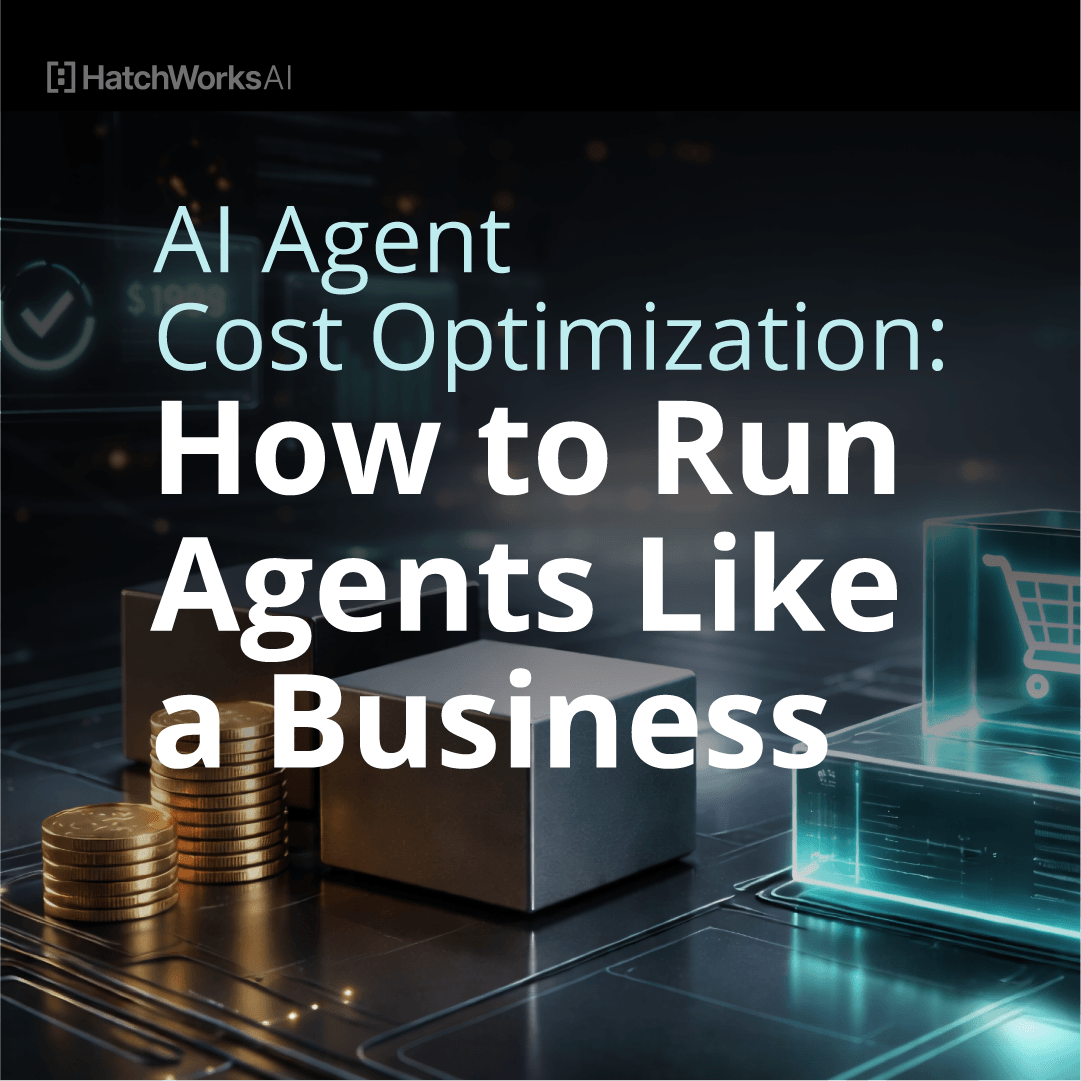 HatchWorksAI
AI Agent
Cost Optimization:
How to Run
Agents Like
a Business